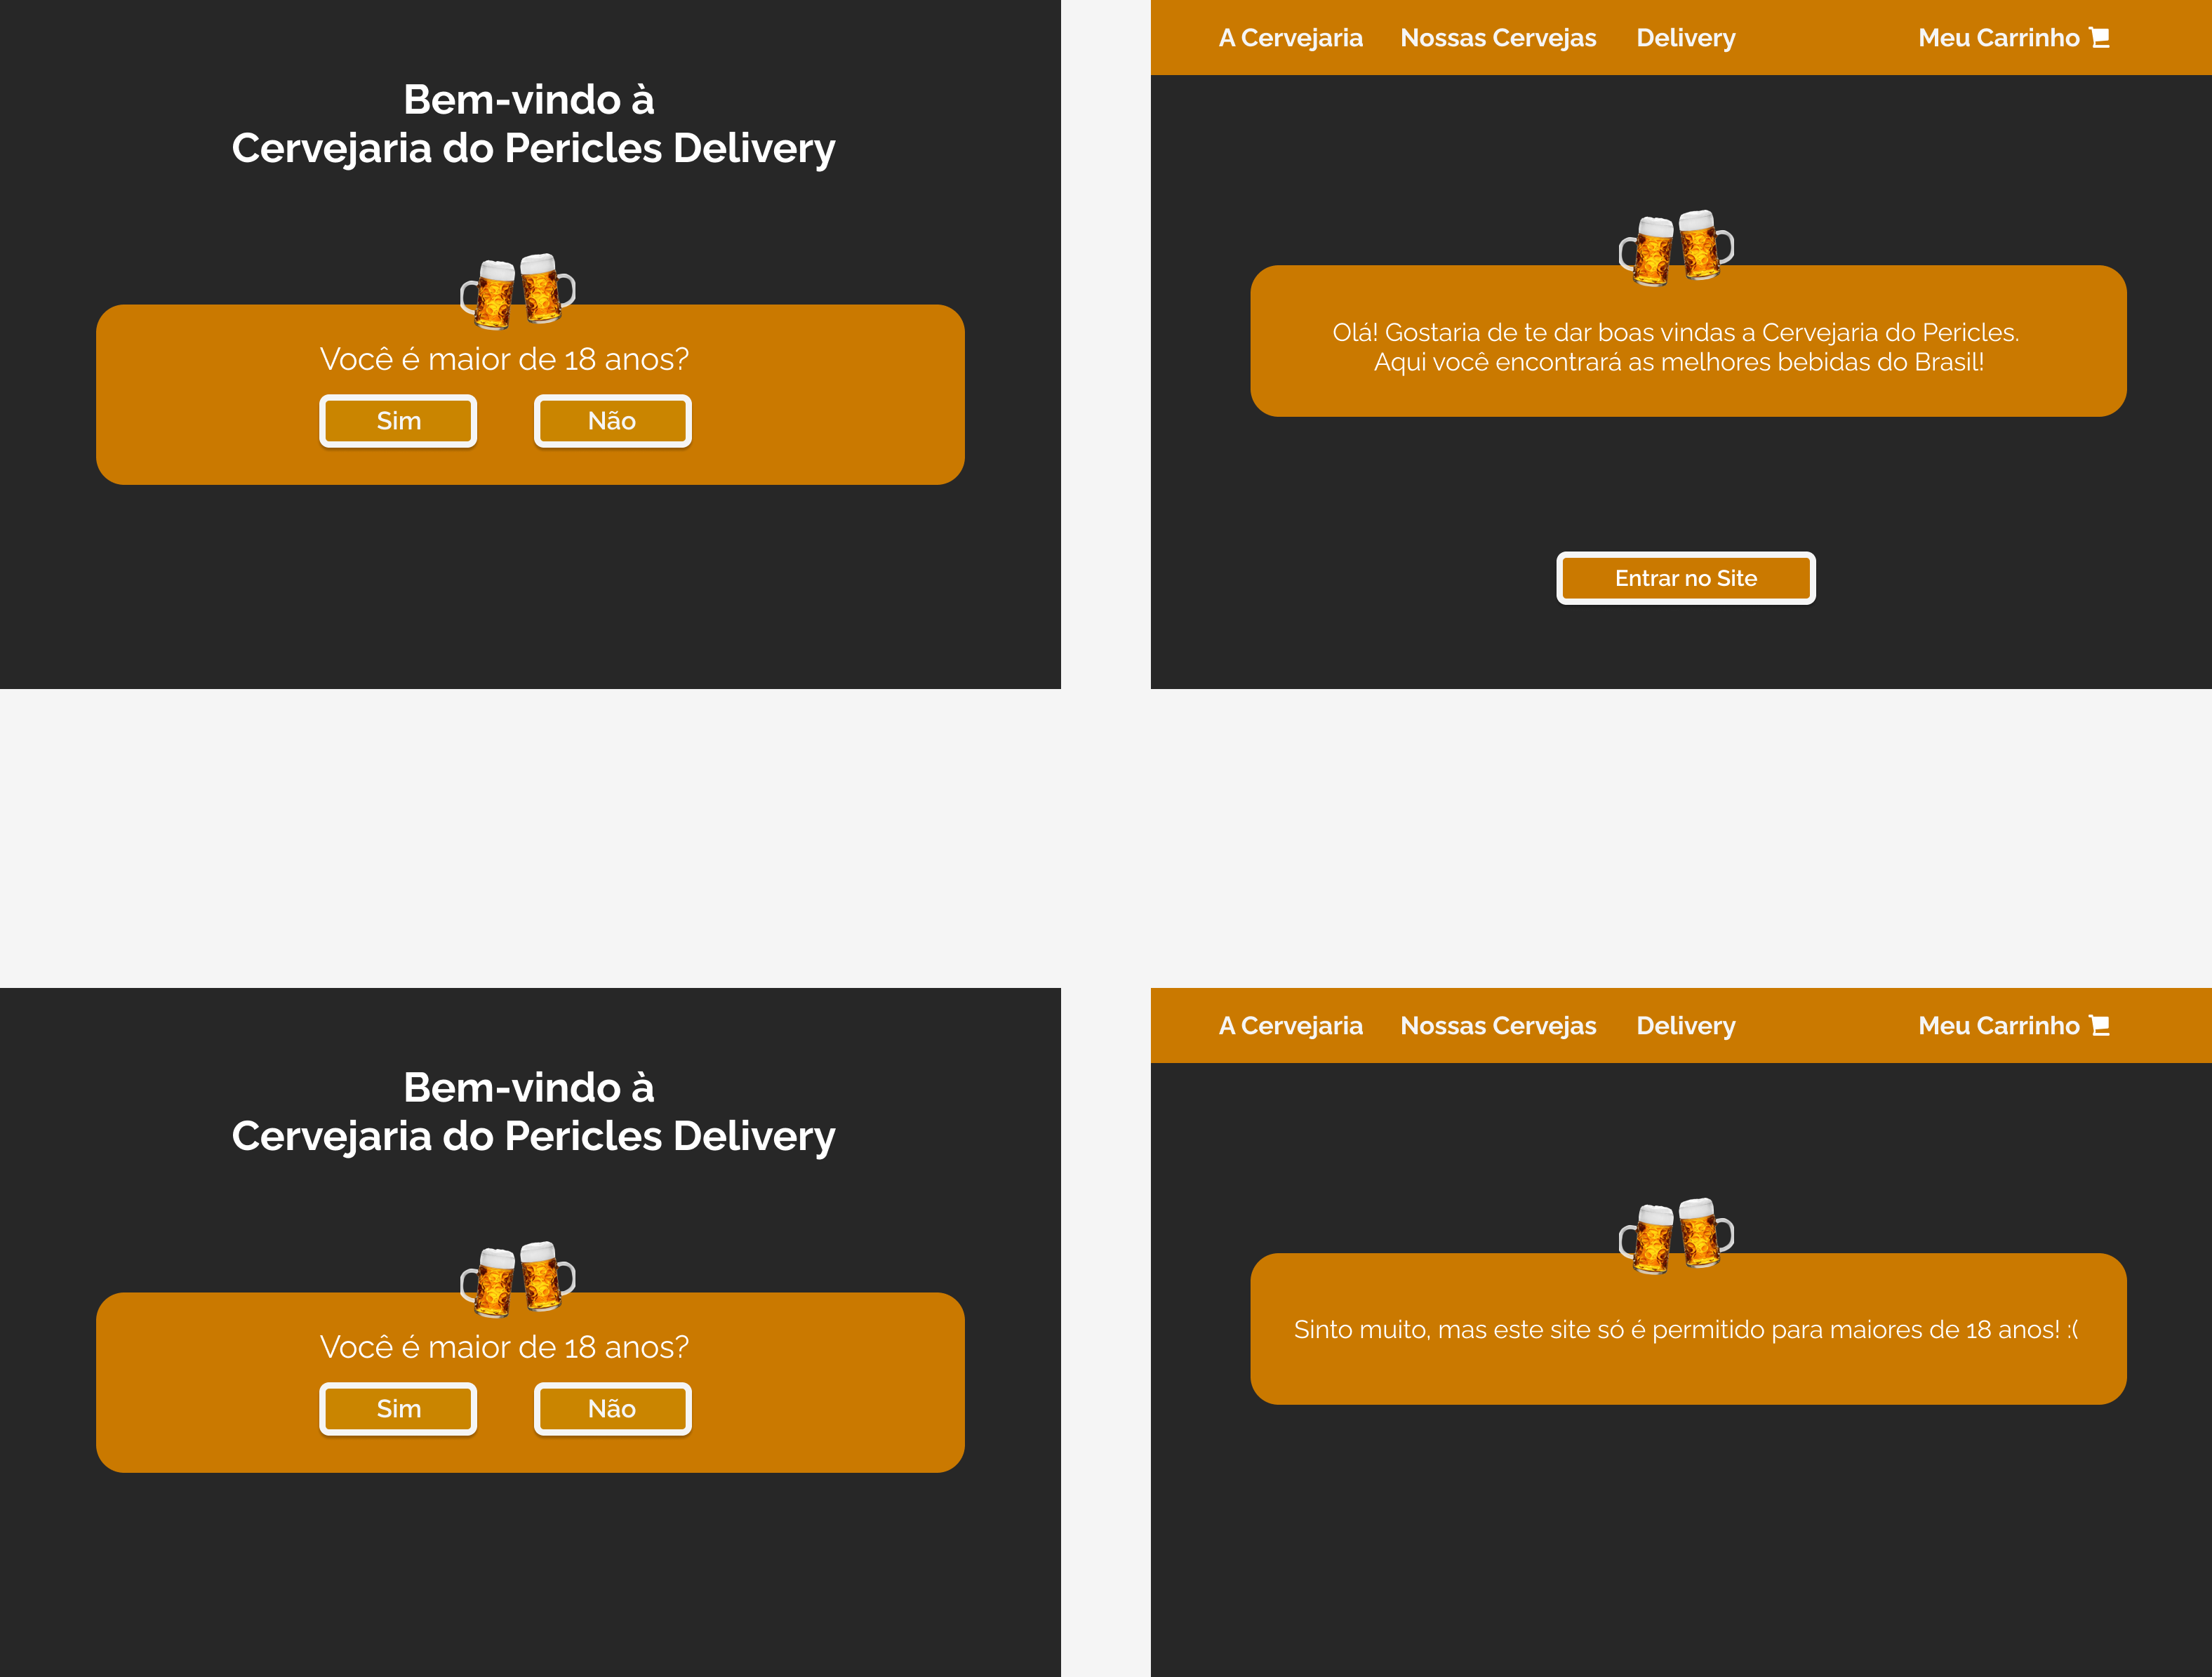 Bem-vindo à
Cervejaria do Pericles Delivery
Você é maior de 18 anos?
Sim
Não
A Cervejaria
Nossas Cervejas
Delivery
Meu Carrinho
Olá! Gostaria de te dar boas vindas a Cervejaria do Pericles.
Aqui você encontrará as melhores bebidas do Brasil!
Entrar no Site
Bem-vindo à
Cervejaria do Pericles Delivery
Você é maior de 18 anos?
Sim
Não
A Cervejaria
Nossas Cervejas
Delivery
Meu Carrinho
Sinto muito, mas este site só é permitido para maiores de 18 anos! :(